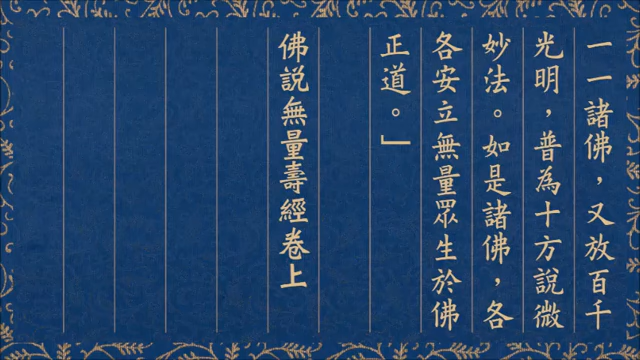 一一諸佛，又放百千
光明，普為十方說微
妙法。如是諸佛，各
各安立無量眾生於佛
正道。」
佛說無量壽經卷上